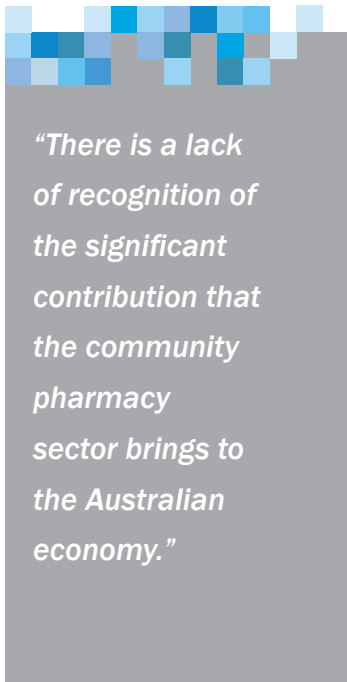 “There is a lack
of recognition of
the significant
contribution that
the community
pharmacy
sector brings to
the Australian
economy.”